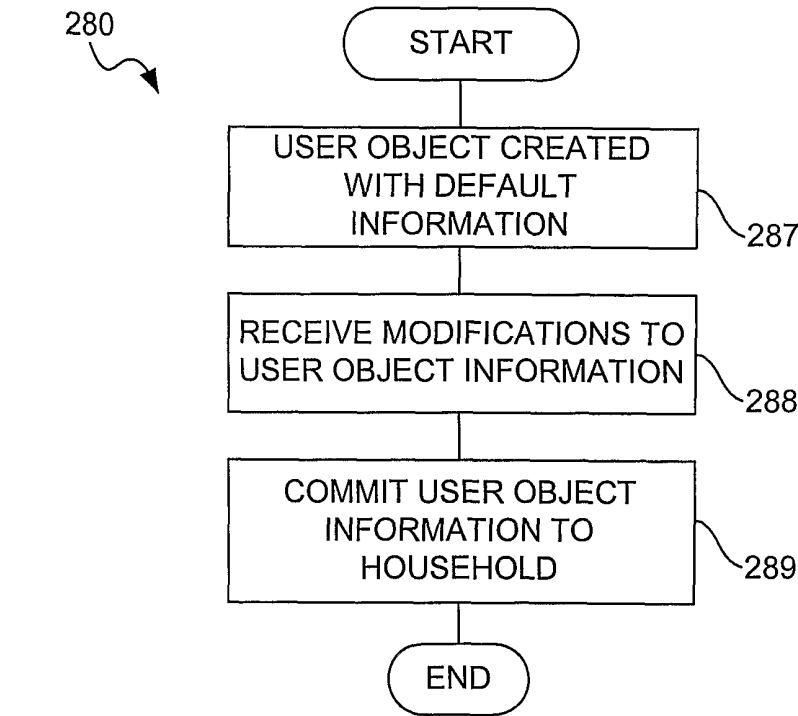 280
START
USER OBJECT CREATED
WITH DEFAULT
INFORMATION
287
RECEIVE MODIFICATIONS TO
USER OBJECT INFORMATION
288
COMMIT USER OBJECT
INFORMATION TO
HOUSEHOLD
289
END